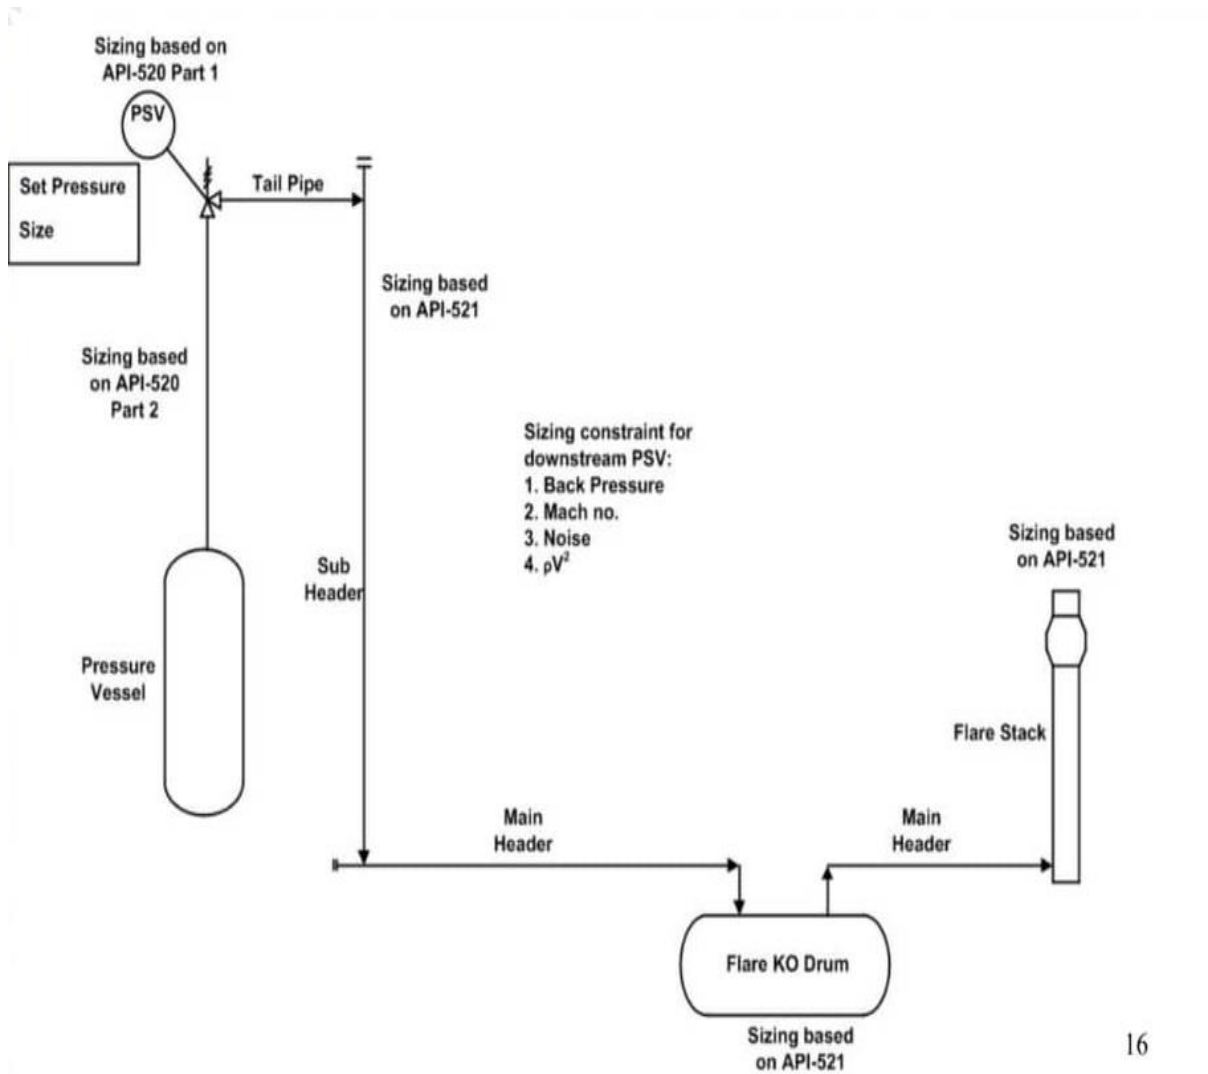 Sizing based on
API-520 Part 1
PSV
Set Pressure
Size
Tail Pipe
Sizing based
on API-521
Sizing based
on API-520
Part 2
Sizing constraint for
downstream PSV:
1. Back Pressure
2. Mach no.
3. Noise
4. ρV²
Sub
Header
Sizing based
on API-521
Pressure
Vessel
Flare Stack
Main
Header
Main
Header
Flare KO Drum
Sizing based
on API-521
16